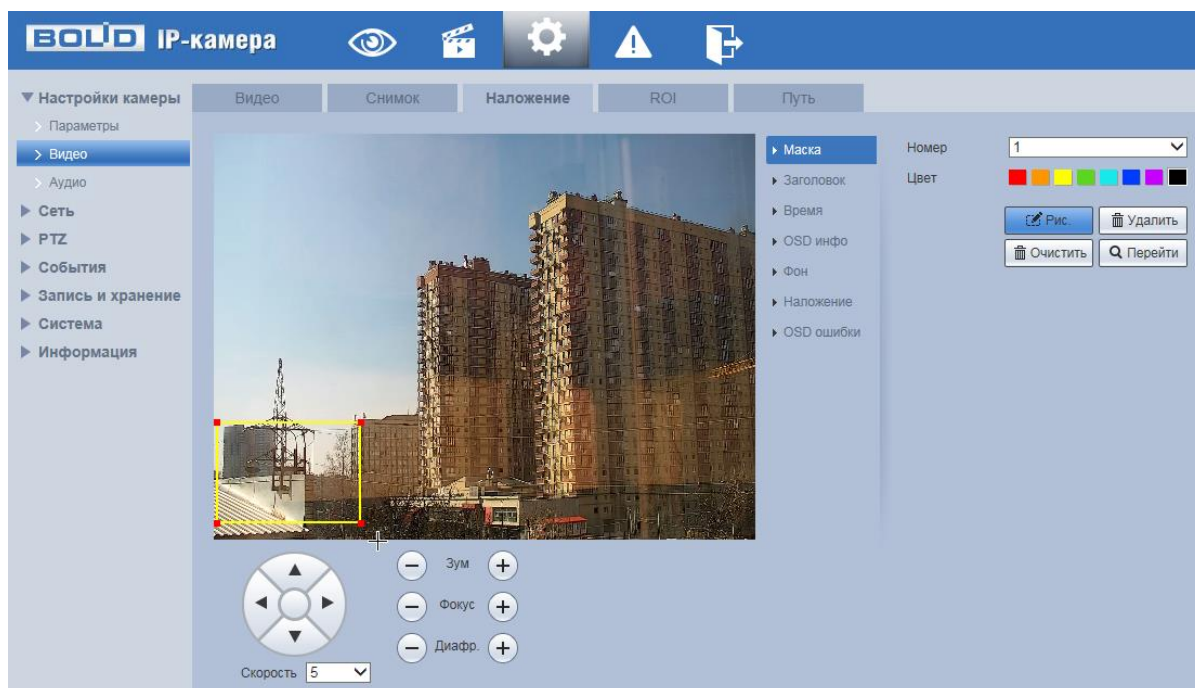 BOLID IP-камера
Настройки камеры
Параметры
Видео
Аудио
Сеть
PTZ
События
Запись и хранение
Система
Информация
Видео
Снимок
Наложение
ROI
Путь
Маска
Заголовок
Время
OSD инфо
Фон
Наложение
OSD ошибки
Номер 1
Цвет
Рис. Удалить
Очистить Перейти
Зум
Фокус
Диафр.
Скорость 5